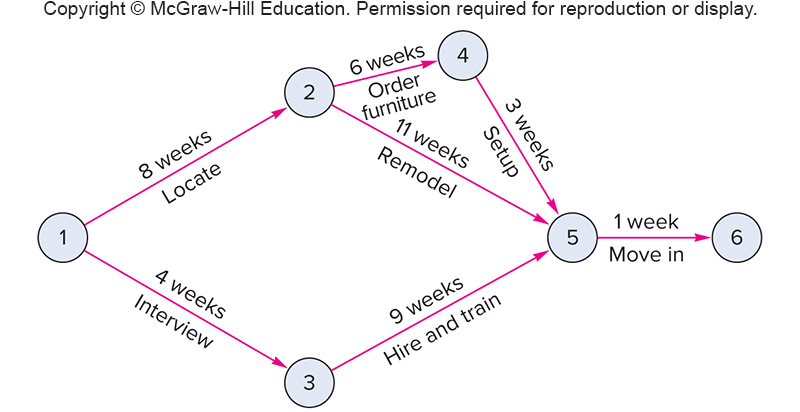 Copyright © McGraw-Hill Education. Permission required for reproduction or display.
6 weeks
4
Order
furniture
2
11 weeks
Remodel
3 weeks
Setup
8 weeks
Locate
1
5
1 week
Move in
6
4 weeks
Interview
9 weeks
Hire and train
3